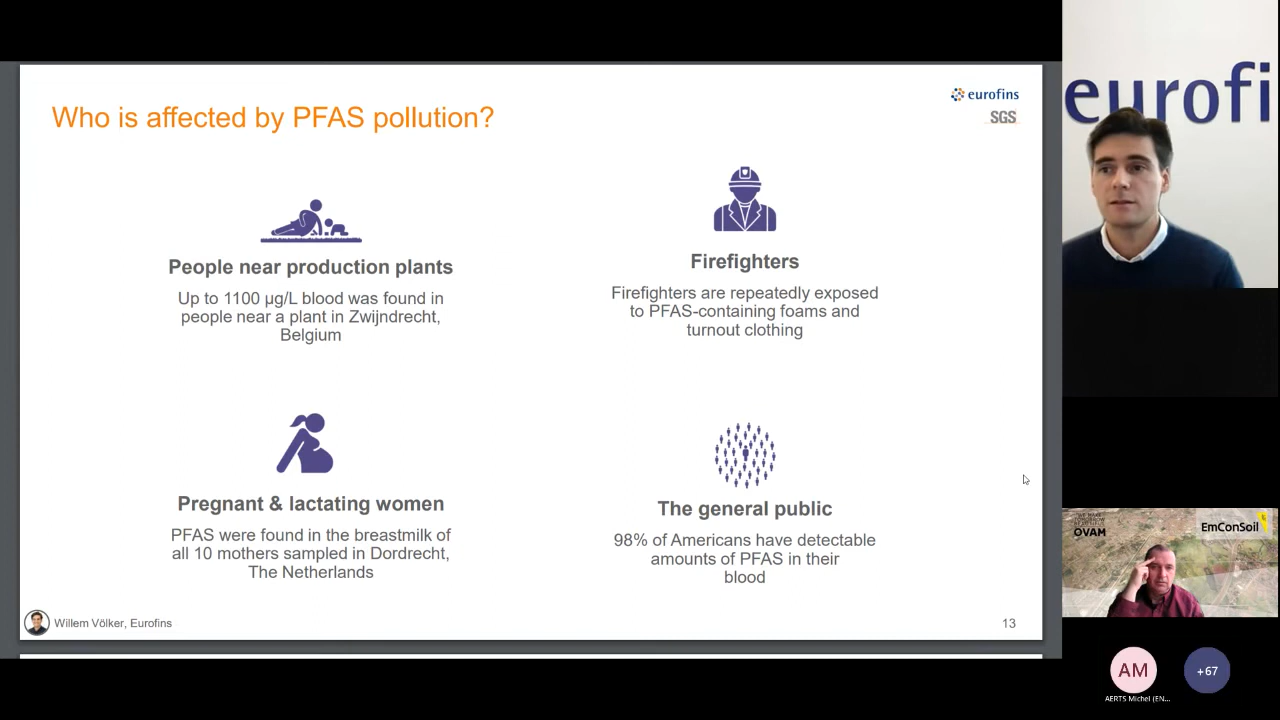 Who is affected by PFAS pollution?
eurofins
SGS
People near production plants
Up to 1100 µg/L blood was found in
people near a plant in Zwijndrecht,
Belgium
Firefighters
Firefighters are repeatedly exposed
to PFAS-containing foams and
turnout clothing
Pregnant & lactating women
PFAS were found in the breastmilk of
all 10 mothers sampled in Dordrecht,
The Netherlands
The general public
98% of Americans have detectable
amounts of PFAS in their
blood
Willem Völker, Eurofins
13
eurofi
WE MAKE
TOMORROW
OVAM
EmConSoil
AM
+67
AERTS Michel (EN...